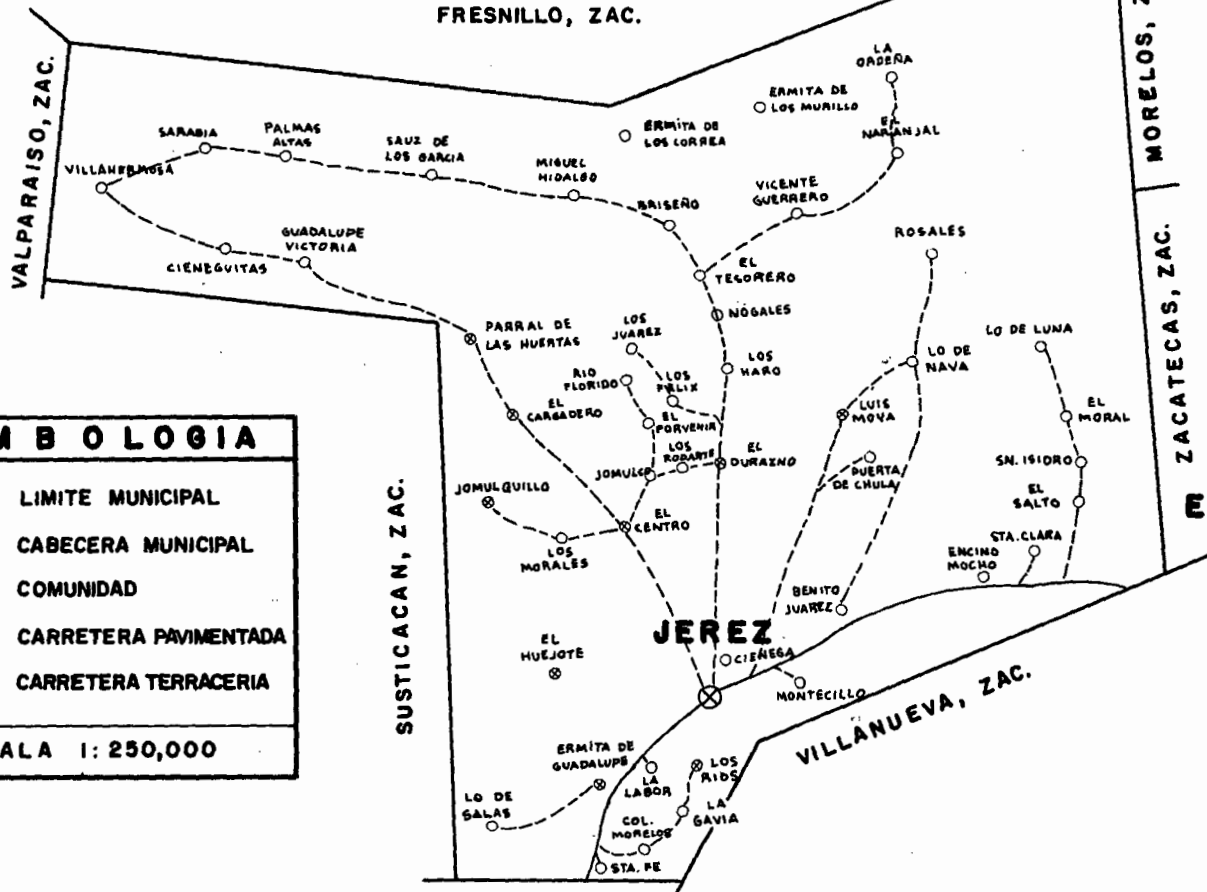 FRESNILLO, ZAC.
MORELOS, Z
VALPARAISO, ZAC.
ZACATECAS, ZAC.
E
SUSTICACAN, ZAC.
VILLANUEVA, ZAC.
LA
ORDEÑA
ERMITA DE
LOS MURILLO
ERMITA DE
LOS CORREA
EL
NARANJAL
SARABIA
PALMAS
ALTAS
SAUZ DE
LOS GARCIA
MIGUEL
HIDALGO
VILLAHERMOSA
VICENTE
GUERRERO
BRISEÑO
ROSALES
GUADALUPE
VICTORIA
CIENEGUITAS
EL
TESORERO
NOGALES
PARRAL DE
LAS HUERTAS
LOS
JUAREZ
LO DE LUNA
LOS
HARO
LO DE
NAVA
RIO
FLORIDO
LOS
FELIX
EL
CARGADERO
EL
PORVENIR
LUIS
MOYA
EL
MORAL
LOS
RODARTE
EL
DURAZNO
PUERTA
DE CHULA
SN. ISIDRO
JOMULCO
JOMULQUILLO
EL
SALTO
EL
CENTRO
LOS
MORALES
STA. CLARA
ENCINO
MOCHO
BENITO
JUAREZ
JEREZ
EL
HUEJOTE
CIENEGA
MONTECILLO
ERMITA DE
GUADALUPE
LA
LABOR
LOS
RIOS
LO DE
SALAS
LA
GAVIA
COL.
MORELOS
STA. FE
M B O L O G I A
LIMITE MUNICIPAL
CABECERA MUNICIPAL
COMUNIDAD
CARRETERA PAVIMENTADA
CARRETERA TERRACERIA
ALA 1: 250,000